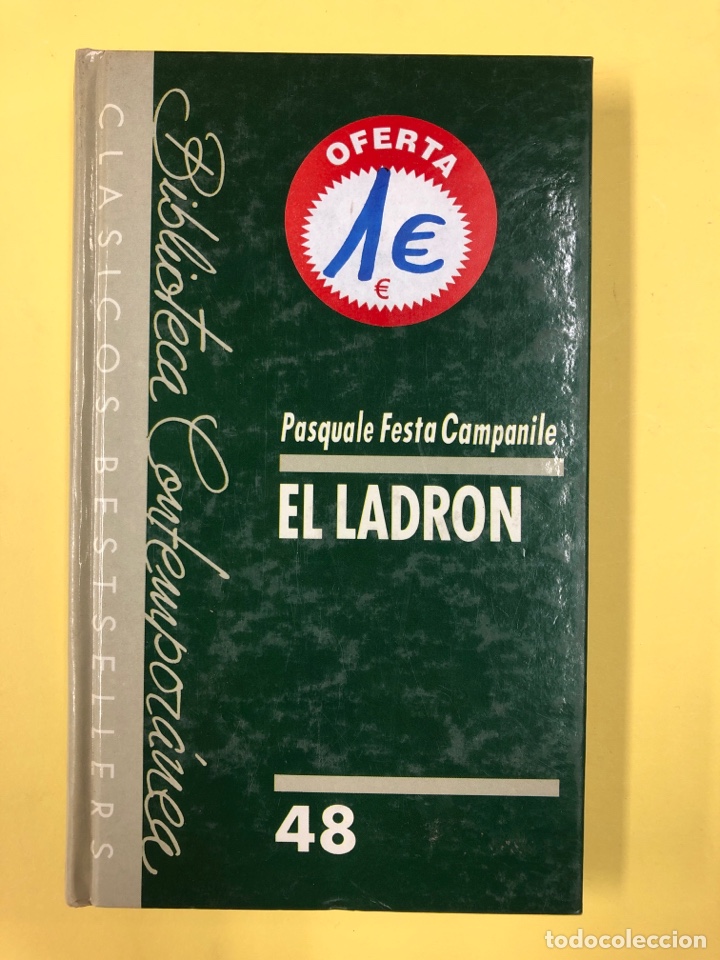 CLASICOS BESTSELLERS
Biblioteca Contemporánea
OFERTA
1€
€
Pasquale Festa Campanile
EL LADRON
48
todocoleccion